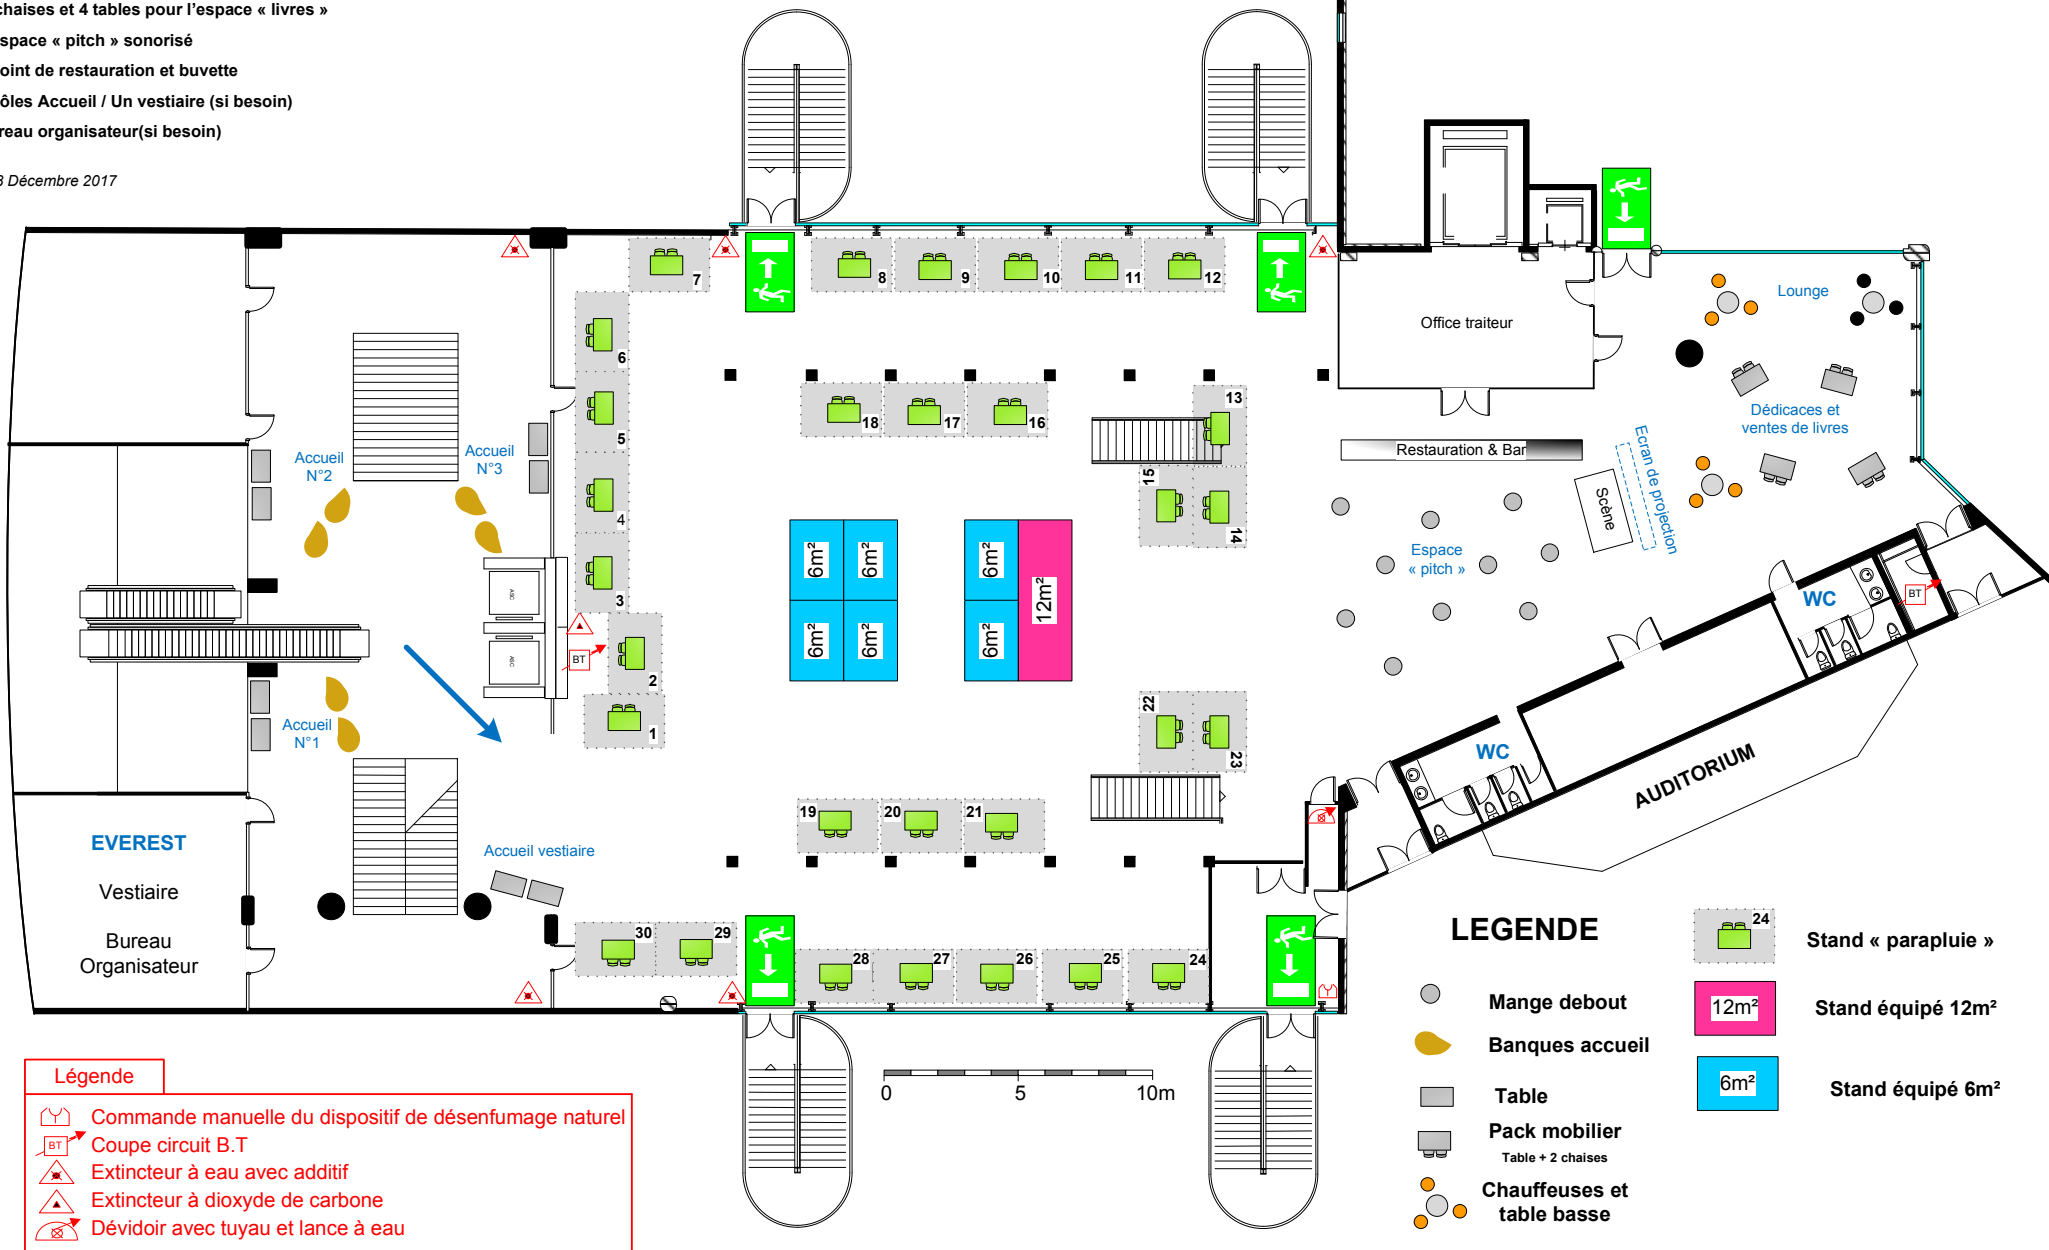 chaises et 4 tables pour l'espace « livres »
space « pitch » sonorisé
oint de restauration et buvette
ôles Accueil / Un vestiaire (si besoin)
reau organisateur(si besoin)
3 Décembre 2017
7
8
9
10
11
12
6
5
4
3
2
1
18
17
16
13
15
14
Office traiteur
Lounge
Dédicaces et
ventes de livres
Restauration & Bar
Ecran de projection
Scène
Espace
« pitch »
Accueil
N°2
Accueil
N°3
Accueil
N°1
6m²
6m²
6m²
6m²
6m²
6m²
12m²
BT
BT
WC
WC
AUDITORIUM
22
23
19
20
21
EVEREST
Vestiaire
Bureau
Organisateur
Accueil vestiaire
30
29
28
27
26
25
24
0
5
10m
LEGENDE
Mange debout
Banques accueil
Table
Pack mobilier
Table + 2 chaises
Chauffeuses et
table basse
24
Stand « parapluie »
12m²
Stand équipé 12m²
6m²
Stand équipé 6m²
Légende
Commande manuelle du dispositif de désenfumage naturel
BT
Coupe circuit B.T
Extincteur à eau avec additif
Extincteur à dioxyde de carbone
Dévidoir avec tuyau et lance à eau